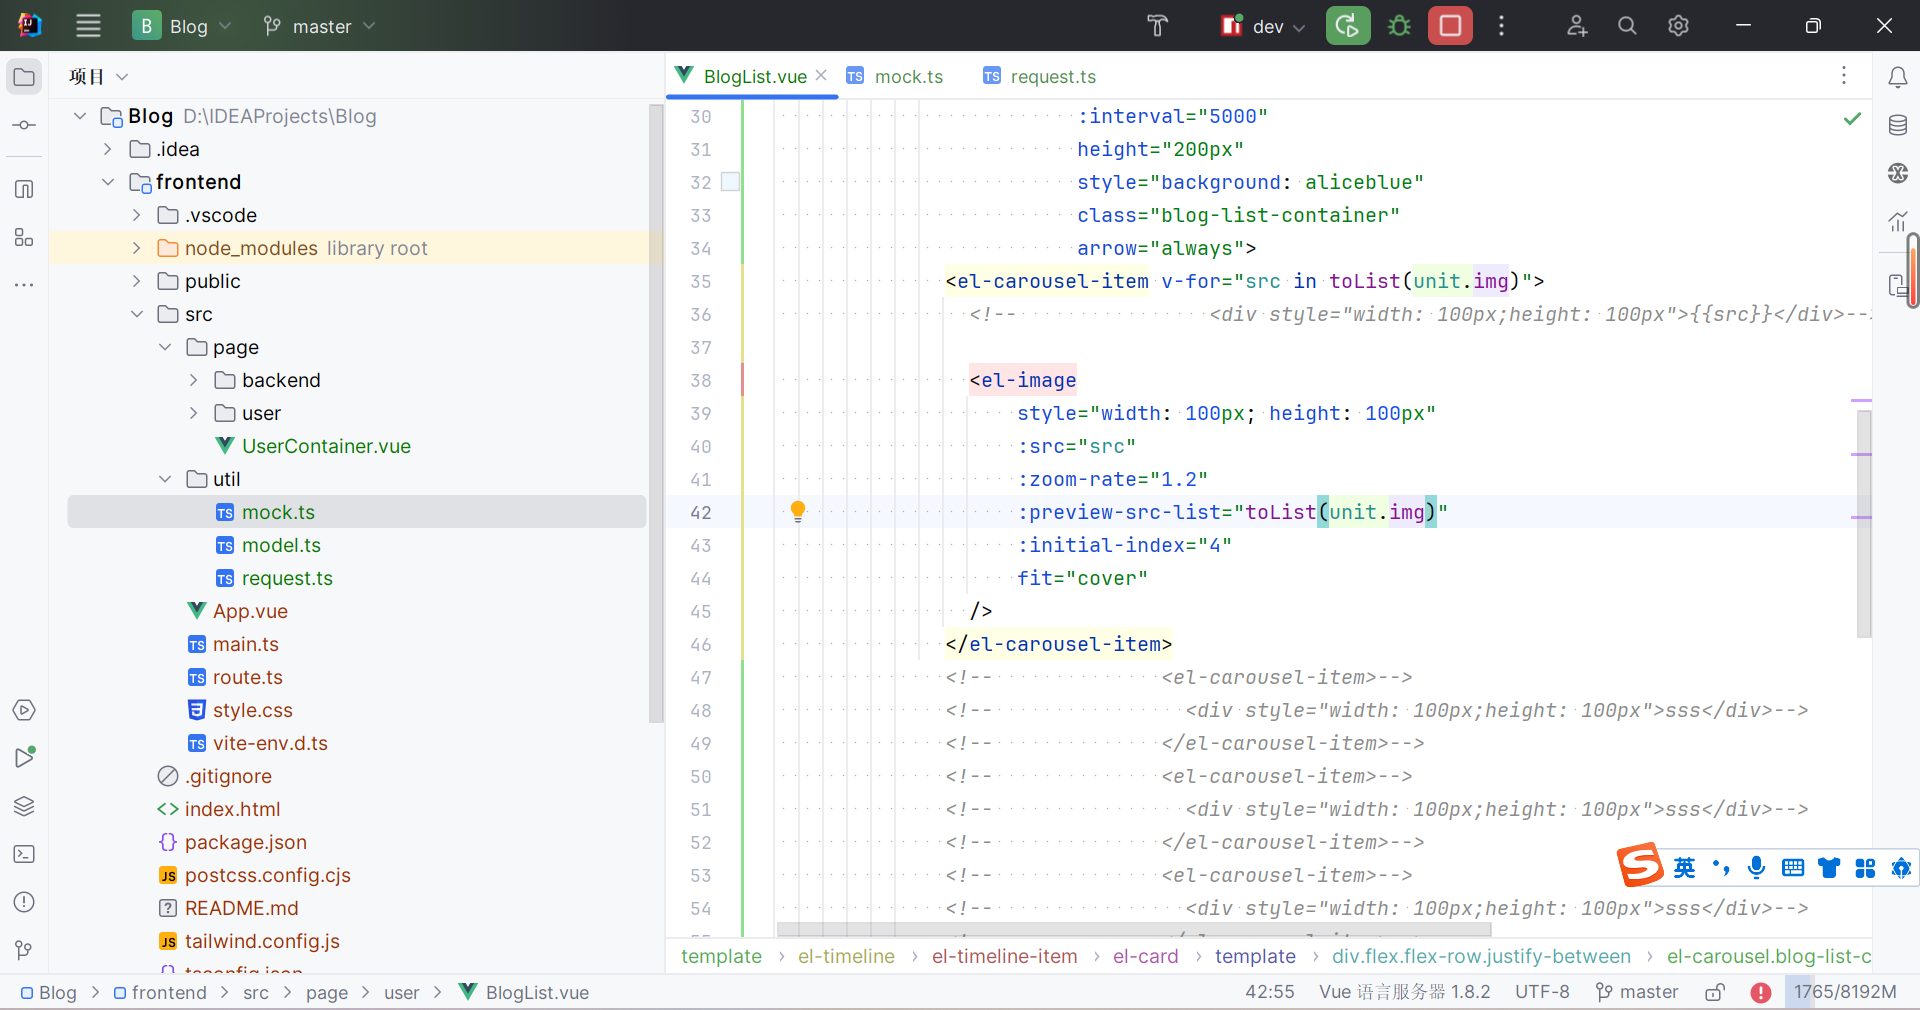 B Blog master dev
项目
BlogList.vue mock.ts request.ts
Blog D:\IDEAProjects\Blog
.idea
frontend
.vscode
node_modules library root
public
src
page
backend
user
UserContainer.vue
util
mock.ts
model.ts
request.ts
App.vue
main.ts
route.ts
style.css
vite-env.d.ts
.gitignore
index.html
package.json
postcss.config.cjs
README.md
tailwind.config.js
tsconfig.json
30 :interval="5000"
31 height="200px"
32 style="background: aliceblue"
33 class="blog-list-container"
34 arrow="always">
35 <el-carousel-item v-for="src in toList(unit.img)">
36 <!-- <div style="width: 100px;height: 100px">{{src}}</div>--
37
38 <el-image
39 style="width: 100px; height: 100px"
40 :src="src"
41 :zoom-rate="1.2"
42 :preview-src-list="toList(unit.img)"
43 :initial-index="4"
44 fit="cover"
45 />
46 </el-carousel-item>
47 <!-- <el-carousel-item>-->
48 <!-- <div style="width: 100px;height: 100px">sss</div>-->
49 <!-- </el-carousel-item>-->
50 <!-- <el-carousel-item>-->
51 <!-- <div style="width: 100px;height: 100px">sss</div>-->
52 <!-- </el-carousel-item>-->
53 <!-- <el-carousel-item>-->
54 <!-- <div style="width: 100px;height: 100px">sss</div>-->
英
template › el-timeline › el-timeline-item › el-card › template › div.flex.flex-row.justify-between › el-carousel.blog-list-c
Blog > frontend > src > page > user > BlogList.vue 42:55 Vue 语言服务器 1.8.2 UTF-8 master 1765/8192M